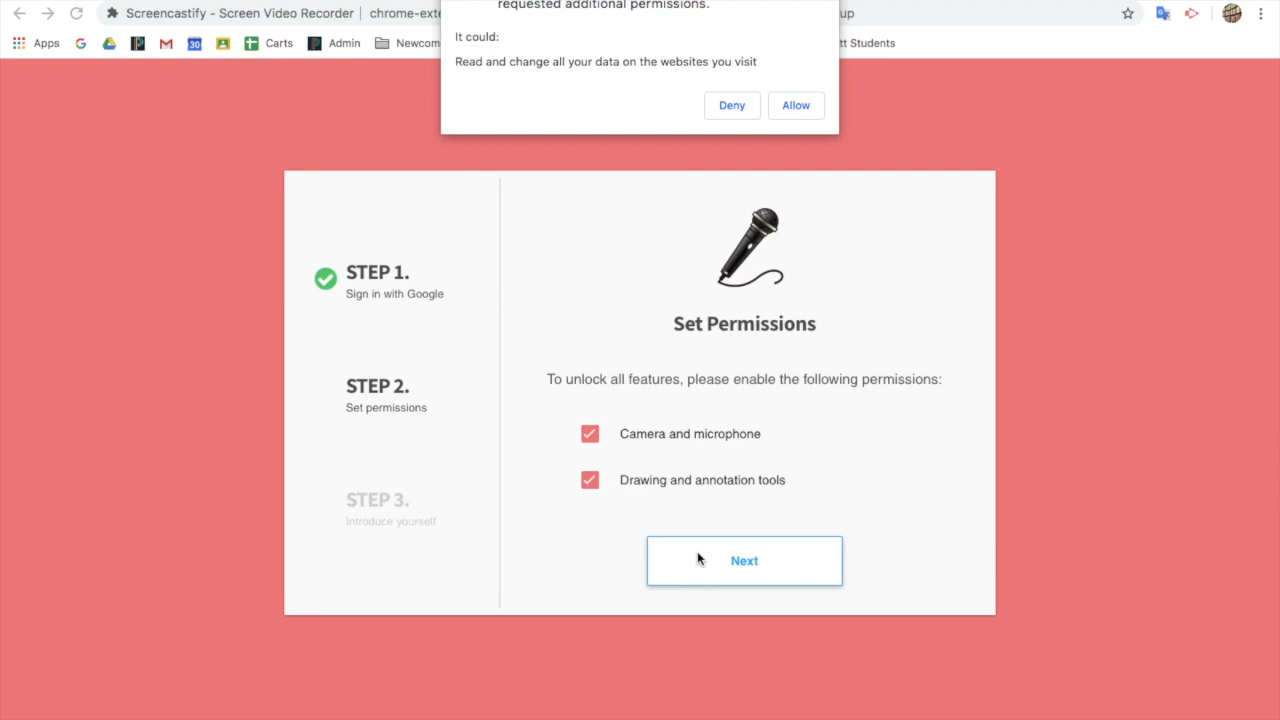 Screencastify - Screen Video Recorder | chrome-exte
up
Apps
30
Carts
Admin
Newcom
tt Students
requested additional permissions.
It could:
Read and change all your data on the websites you visit
Deny
Allow
STEP 1.
Sign in with Google
STEP 2.
Set permissions
STEP 3.
Introduce yourself
Set Permissions
To unlock all features, please enable the following permissions:
Camera and microphone
Drawing and annotation tools
Next